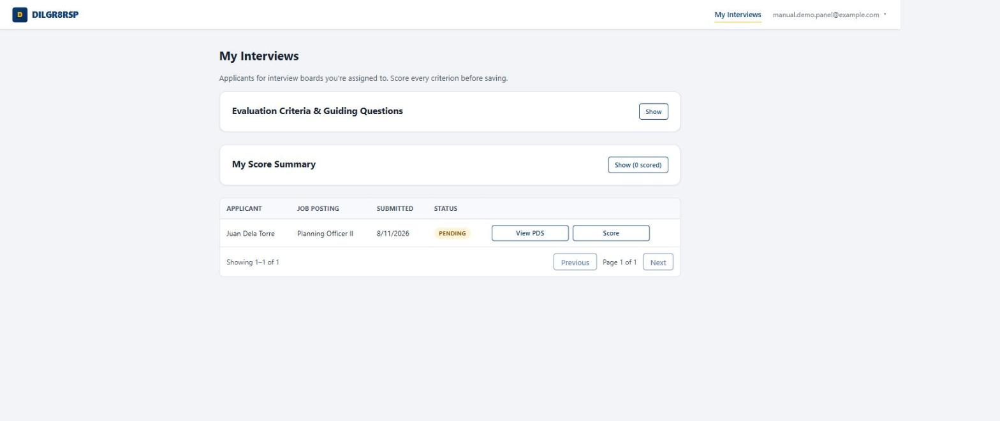 D DILGR8RSP My Interviews manual.demo.panel@example.com
My Interviews
Applicants for interview boards you're assigned to. Score every criterion before saving.
Evaluation Criteria & Guiding Questions Show
My Score Summary Show (0 scored)
APPLICANT JOB POSTING SUBMITTED STATUS
Juan Dela Torre Planning Officer II 8/11/2026 PENDING View PDS Score
Showing 1–1 of 1 Previous Page 1 of 1 Next